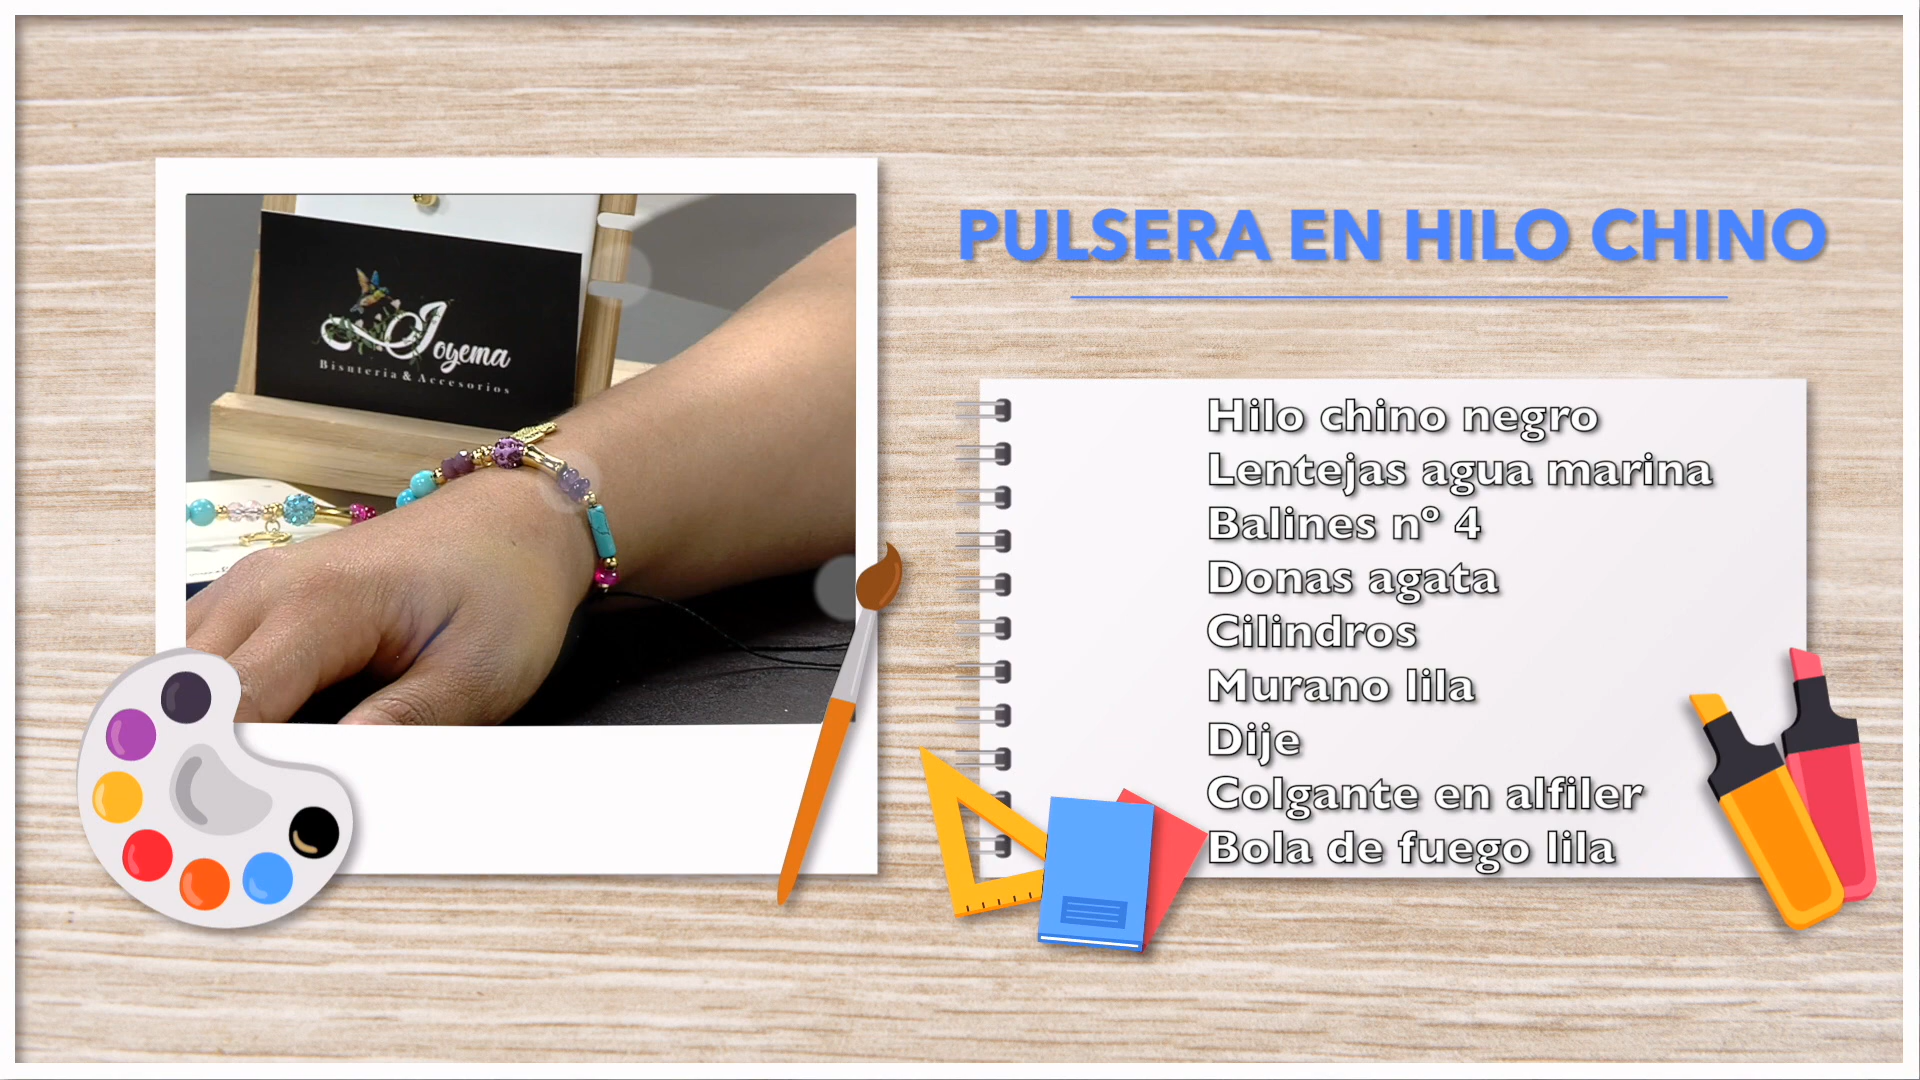 Joyema
Bisuteria & Accesorios
PULSERA EN HILO CHINO
Hilo chino negro
Lentejas agua marina
Balines nº 4
Donas agata
Cilindros
Murano lila
Dije
Colgante en alfiler
Bola de fuego lila